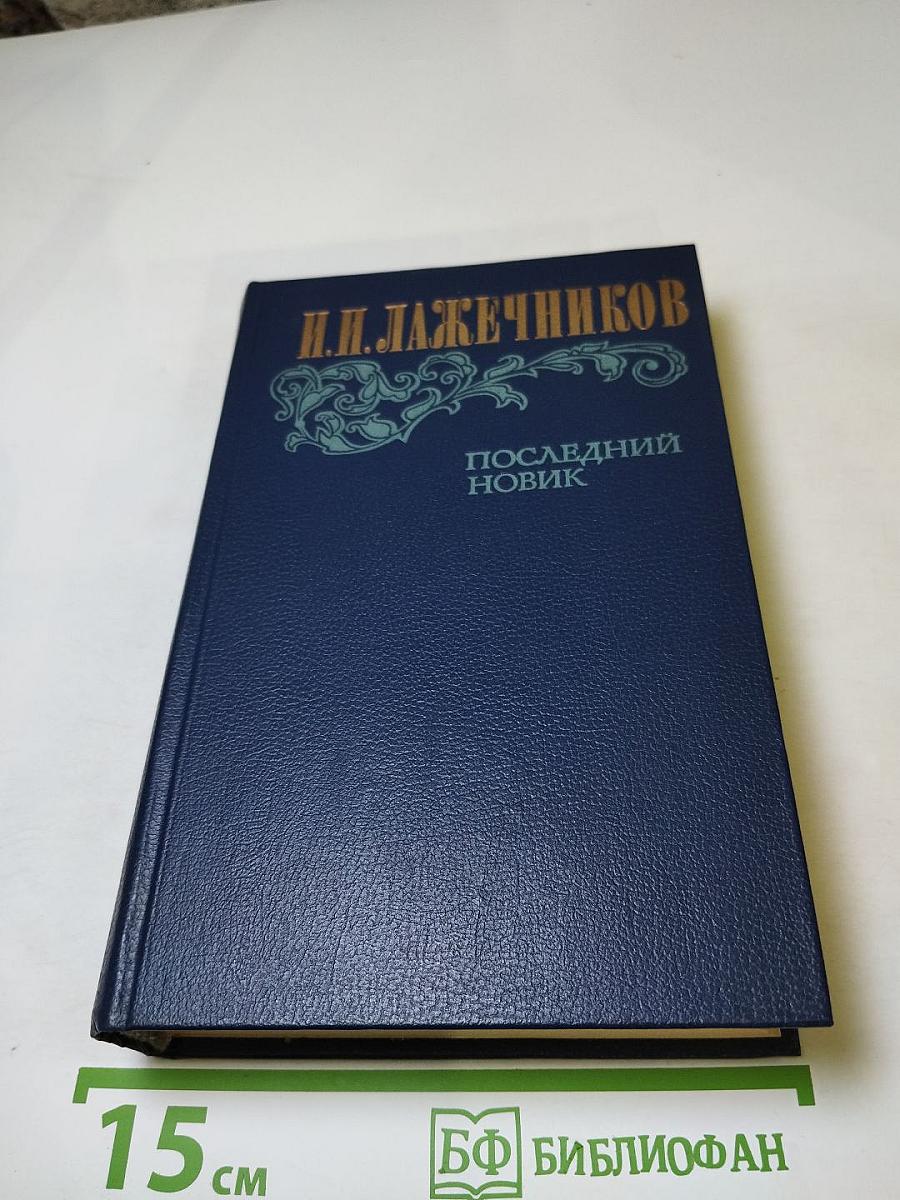 И.И.ЛАЖЕЧНИКОВ
ПОСЛЕДНИЙ
НОВИК
15 см
БФ БИБЛИОФАН